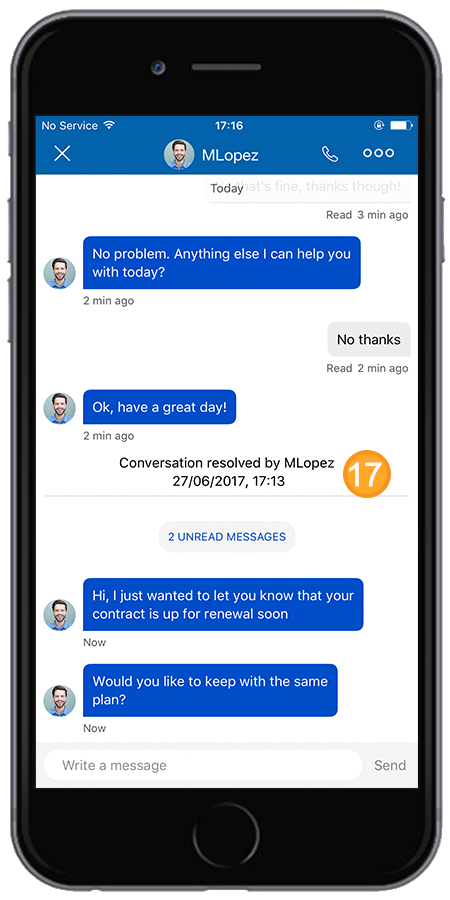 No Service 17:16
MLopez
Today
that's fine, thanks though!
Read 3 min ago
No problem. Anything else I can help you
with today?
2 min ago
No thanks
Read 2 min ago
Ok, have a great day!
2 min ago
Conversation resolved by MLopez
27/06/2017, 17:13
17
2 UNREAD MESSAGES
Hi, I just wanted to let you know that your
contract is up for renewal soon
Now
Would you like to keep with the same
plan?
Now
Write a message
Send